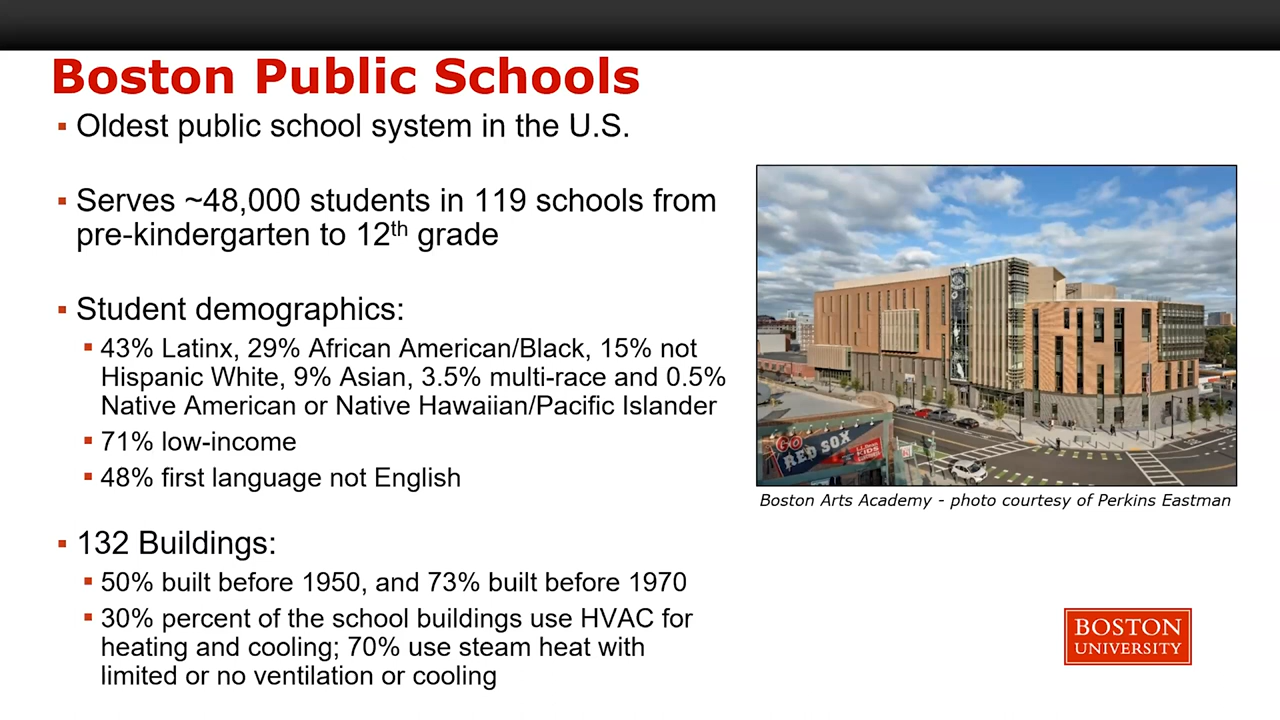 Boston Public Schools
▪ Oldest public school system in the U.S.
▪ Serves ~48,000 students in 119 schools from
pre-kindergarten to 12th grade
▪ Student demographics:
▪ 43% Latinx, 29% African American/Black, 15% not
Hispanic White, 9% Asian, 3.5% multi-race and 0.5%
Native American or Native Hawaiian/Pacific Islander
▪ 71% low-income
▪ 48% first language not English
▪ 132 Buildings:
▪ 50% built before 1950, and 73% built before 1970
▪ 30% percent of the school buildings use HVAC for
heating and cooling; 70% use steam heat with
limited or no ventilation or cooling
GO
RED SOX
KIDS
Boston Arts Academy - photo courtesy of Perkins Eastman
BOSTON
UNIVERSITY